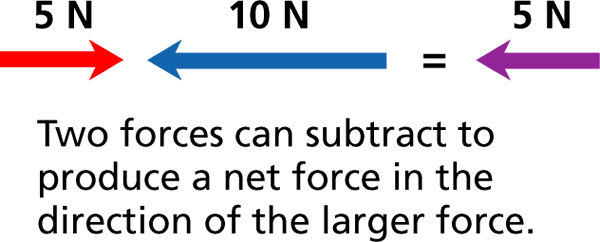 5 N 10 N 5 N
=
Two forces can subtract to
produce a net force in the
direction of the larger force.